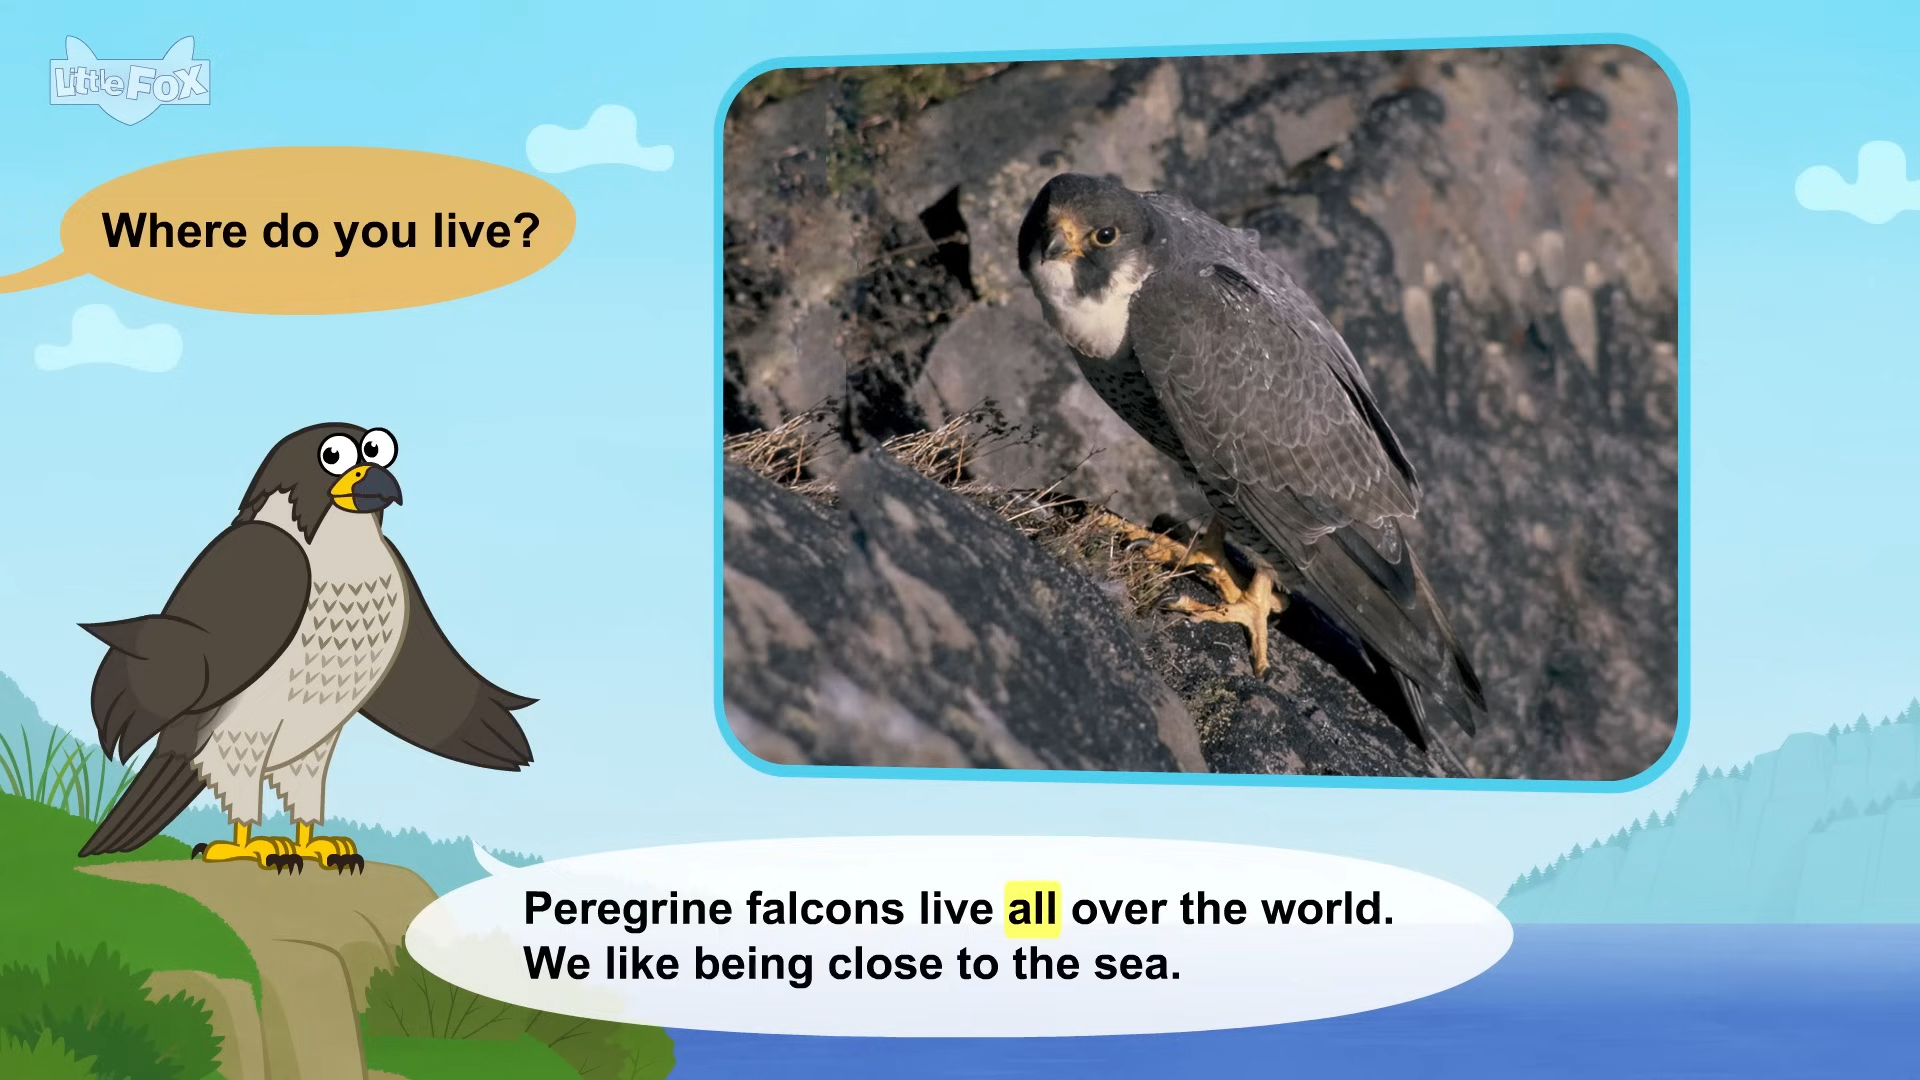 Little Fox
Where do you live?
Peregrine falcons live all over the world.
We like being close to the sea.